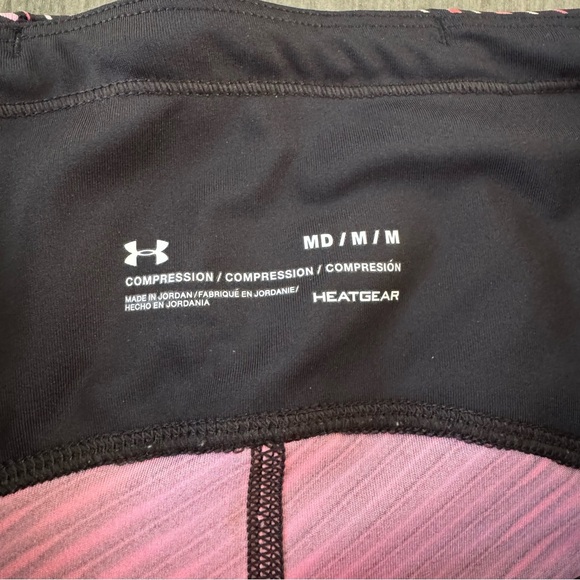 MD / M / M
COMPRESSION / COMPRESSION / COMPRESIÓN
MADE IN JORDAN / FABRIQUÉ EN JORDANIE /
HECHO EN JORDANIA
HEATGEAR